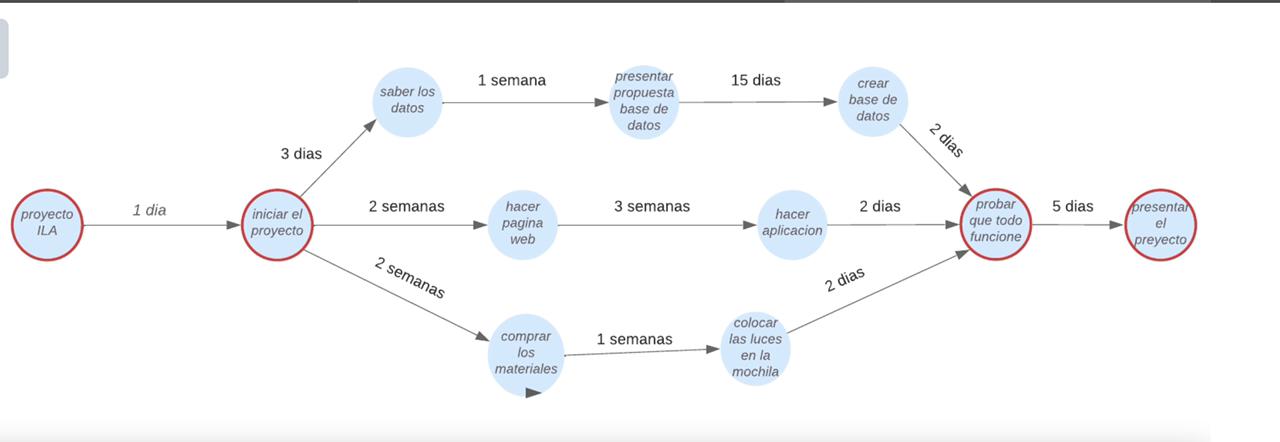 saber los
datos
1 semana
presentar
propuesta
base de
datos
15 dias
crear
base de
datos
3 dias
2 dias
proyecto
ILA
1 dia
iniciar el
proyecto
2 semanas
hacer
pagina
web
3 semanas
hacer
aplicacion
2 dias
probar
que todo
funcione
5 dias
presentar
el
preyecto
2 semanas
comprar
los
materiales
1 semanas
colocar
las luces
en la
mochila
2 dias